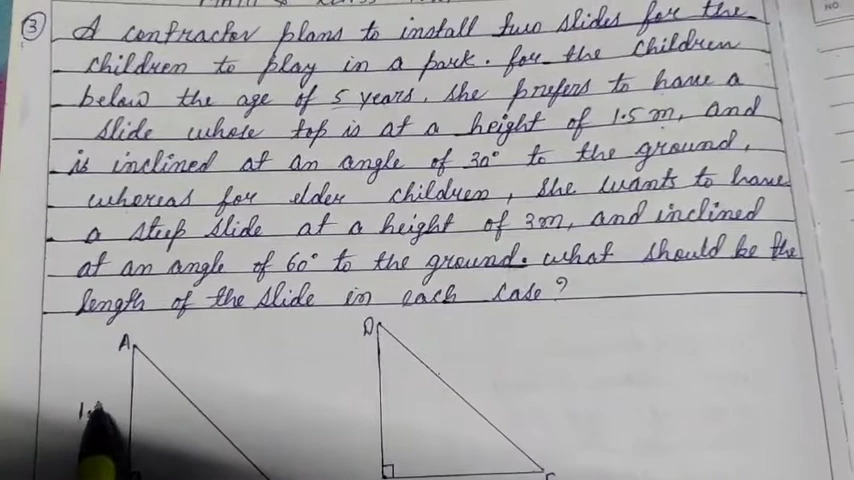 3 A contractor plans to install two slides for the
children to play in a park. for the children
below the age of 5 years, she prefers to have a
slide whose top is at a height of 1.5 m, and
is inclined at an angle of 30° to the ground,
whereas for elder children, she wants to have
a steep slide at a height of 3m, and inclined
at an angle of 60° to the ground. what should be the
length of the slide in each case?
A
D
NO.